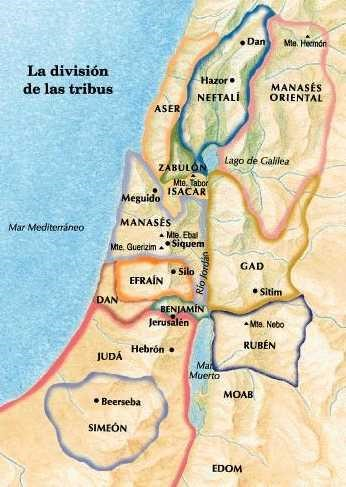 La división
de las tribus
Dan
Mte. Hermón
Hazor
NEFTALÍ
MANASÉS
ORIENTAL
ASER
ZABULÓN
Lago de Galilea
Mte. Tabor
ISACAR
Meguido
MANASÉS
Mar Mediterráneo
Mte. Ebal
Siquem
Mte. Guerizim
Silo
EFRAÍN
Río Jordán
GAD
Sitim
DAN
BENJAMÍN
Jerusalén
Mte. Nebo
RUBÉN
JUDÁ
Hebrón
Mar
Muerto
MOAB
Beerseba
SIMEÓN
EDOM